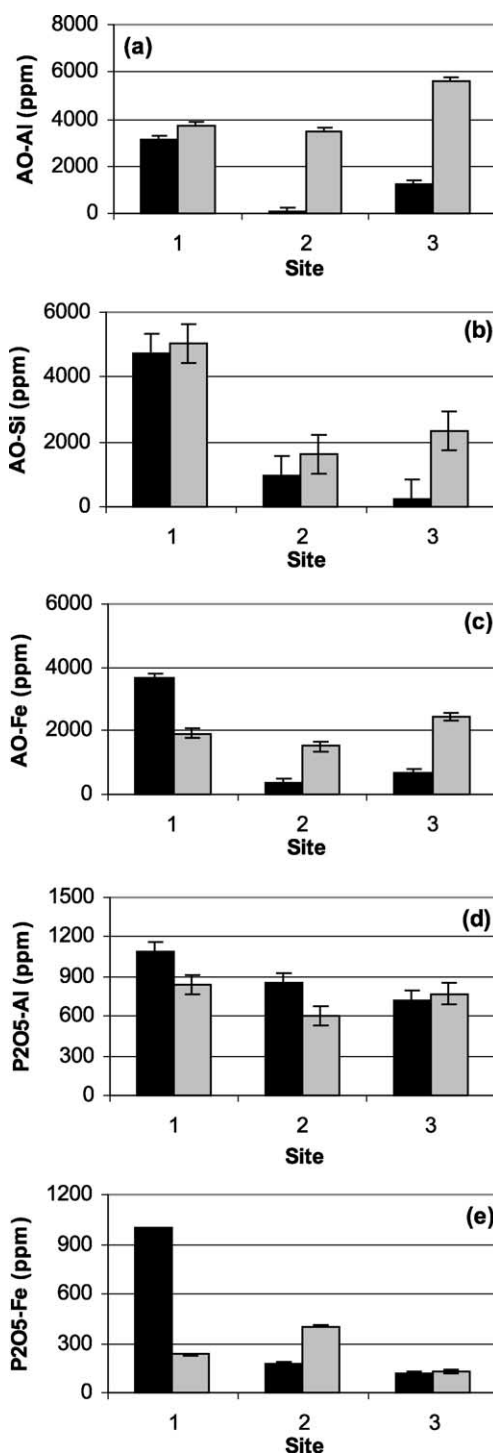 (a)
AO-Al (ppm)
8000
6000
4000
2000
0
1 2 3
Site
(b)
AO-Si (ppm)
6000
4000
2000
0
1 2 3
Site
(c)
AO-Fe (ppm)
6000
4000
2000
0
1 2 3
Site
(d)
P2O5-Al (ppm)
1500
1200
900
600
300
0
1 2 3
Site
(e)
P2O5-Fe (ppm)
1200
900
600
300
0
1 2 3
Site